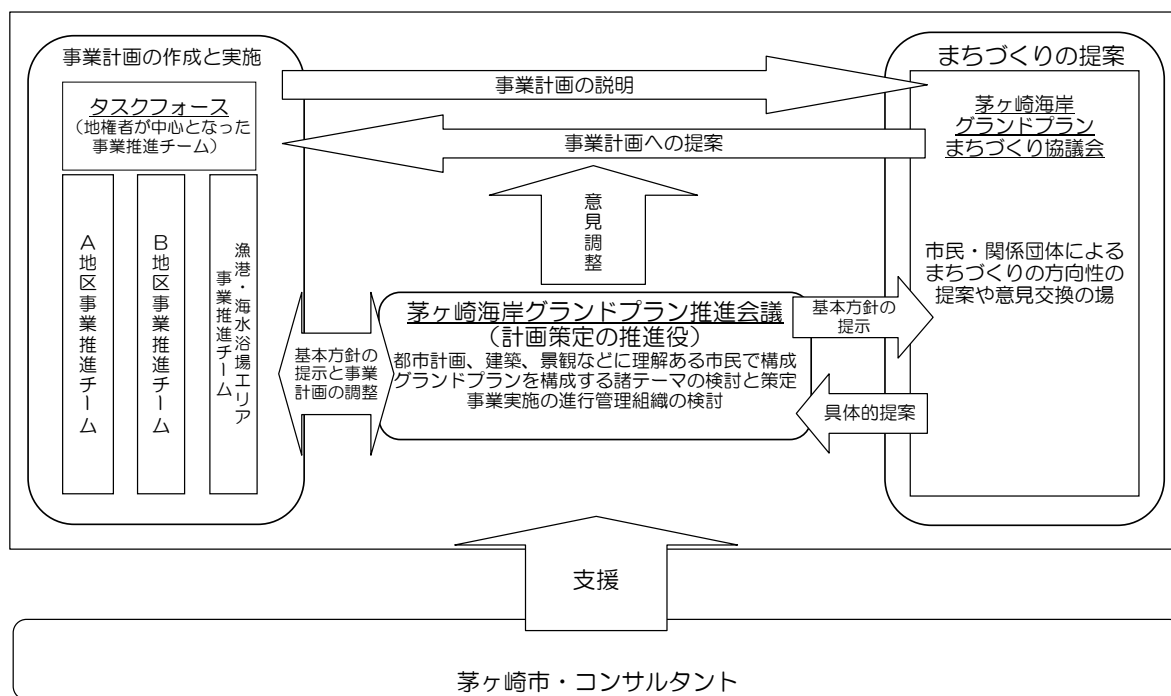 事業計画の作成と実施
タスクフォース
（地権者が中心となった
事業推進チーム）
A地区事業推進チーム
B地区事業推進チーム
漁港・海水浴場エリア
事業推進チーム
事業計画の説明
事業計画への提案
意見調整
まちづくりの提案
茅ヶ崎海岸
グランドプラン
まちづくり協議会
市民・関係団体による
まちづくりの方向性の
提案や意見交換の場
基本方針の
提示と事業
計画の調整
茅ヶ崎海岸グランドプラン推進会議
（計画策定の推進役）
都市計画、建築、景観などに理解ある市民で構成
グランドプランを構成する諸テーマの検討と策定
事業実施の進行管理組織の検討
基本方針の
提示
具体的提案
支援
茅ヶ崎市・コンサルタント